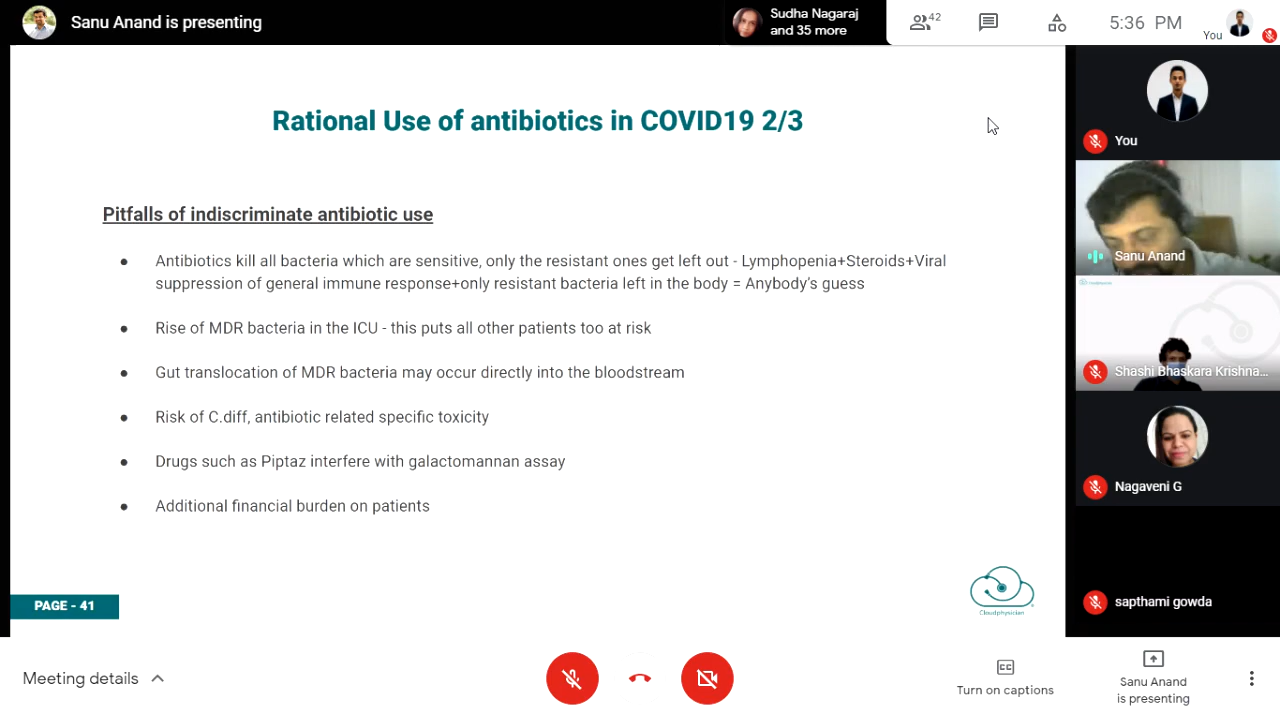 Sanu Anand is presenting
Sudha Nagaraj
and 35 more
42
5:36 PM
You
Rational Use of antibiotics in COVID19 2/3
Pitfalls of indiscriminate antibiotic use
● Antibiotics kill all bacteria which are sensitive, only the resistant ones get left out - Lymphopenia+Steroids+Viral
suppression of general immune response+only resistant bacteria left in the body = Anybody's guess
● Rise of MDR bacteria in the ICU - this puts all other patients too at risk
● Gut translocation of MDR bacteria may occur directly into the bloodstream
● Risk of C.diff, antibiotic related specific toxicity
● Drugs such as Piptaz interfere with galactomannan assay
● Additional financial burden on patients
PAGE - 41
Cloudphysician
You
Sanu Anand
Shashi Bhaskara Krishna...
Nagaveni G
sapthami gowda
Meeting details
CC
Turn on captions
Sanu Anand
is presenting